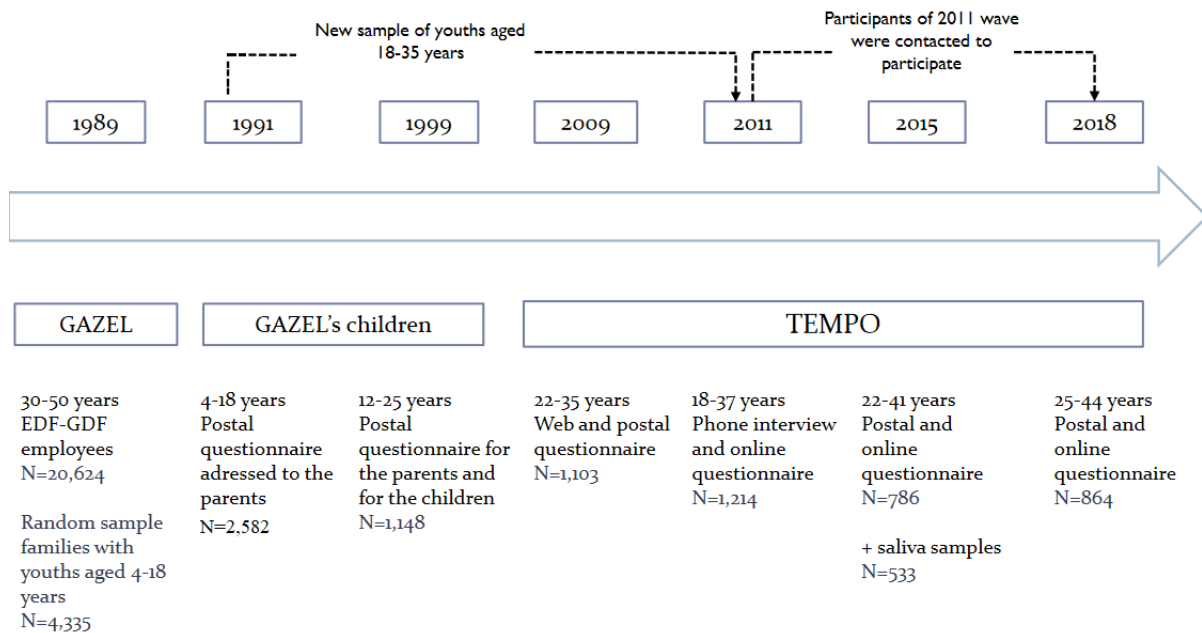 New sample of youths aged
18-35 years
Participants of 2011 wave
were contacted to
participate
1989
1991
1999
2009
2011
2015
2018
GAZEL
GAZEL's children
TEMPO
30-50 years
EDF-GDF
employees
N=20,624
Random sample
families with
youths aged 4-18
years
N=4,335
4-18 years
Postal
questionnaire
adressed to the
parents
N=2,582
12-25 years
Postal
questionnaire for
the parents and
for the children
N=1,148
22-35 years
Web and postal
questionnaire
N=1,103
18-37 years
Phone interview
and online
questionnaire
N=1,214
22-41 years
Postal and
online
questionnaire
N=786
+ saliva samples
N=533
25-44 years
Postal and
online
questionnaire
N=864